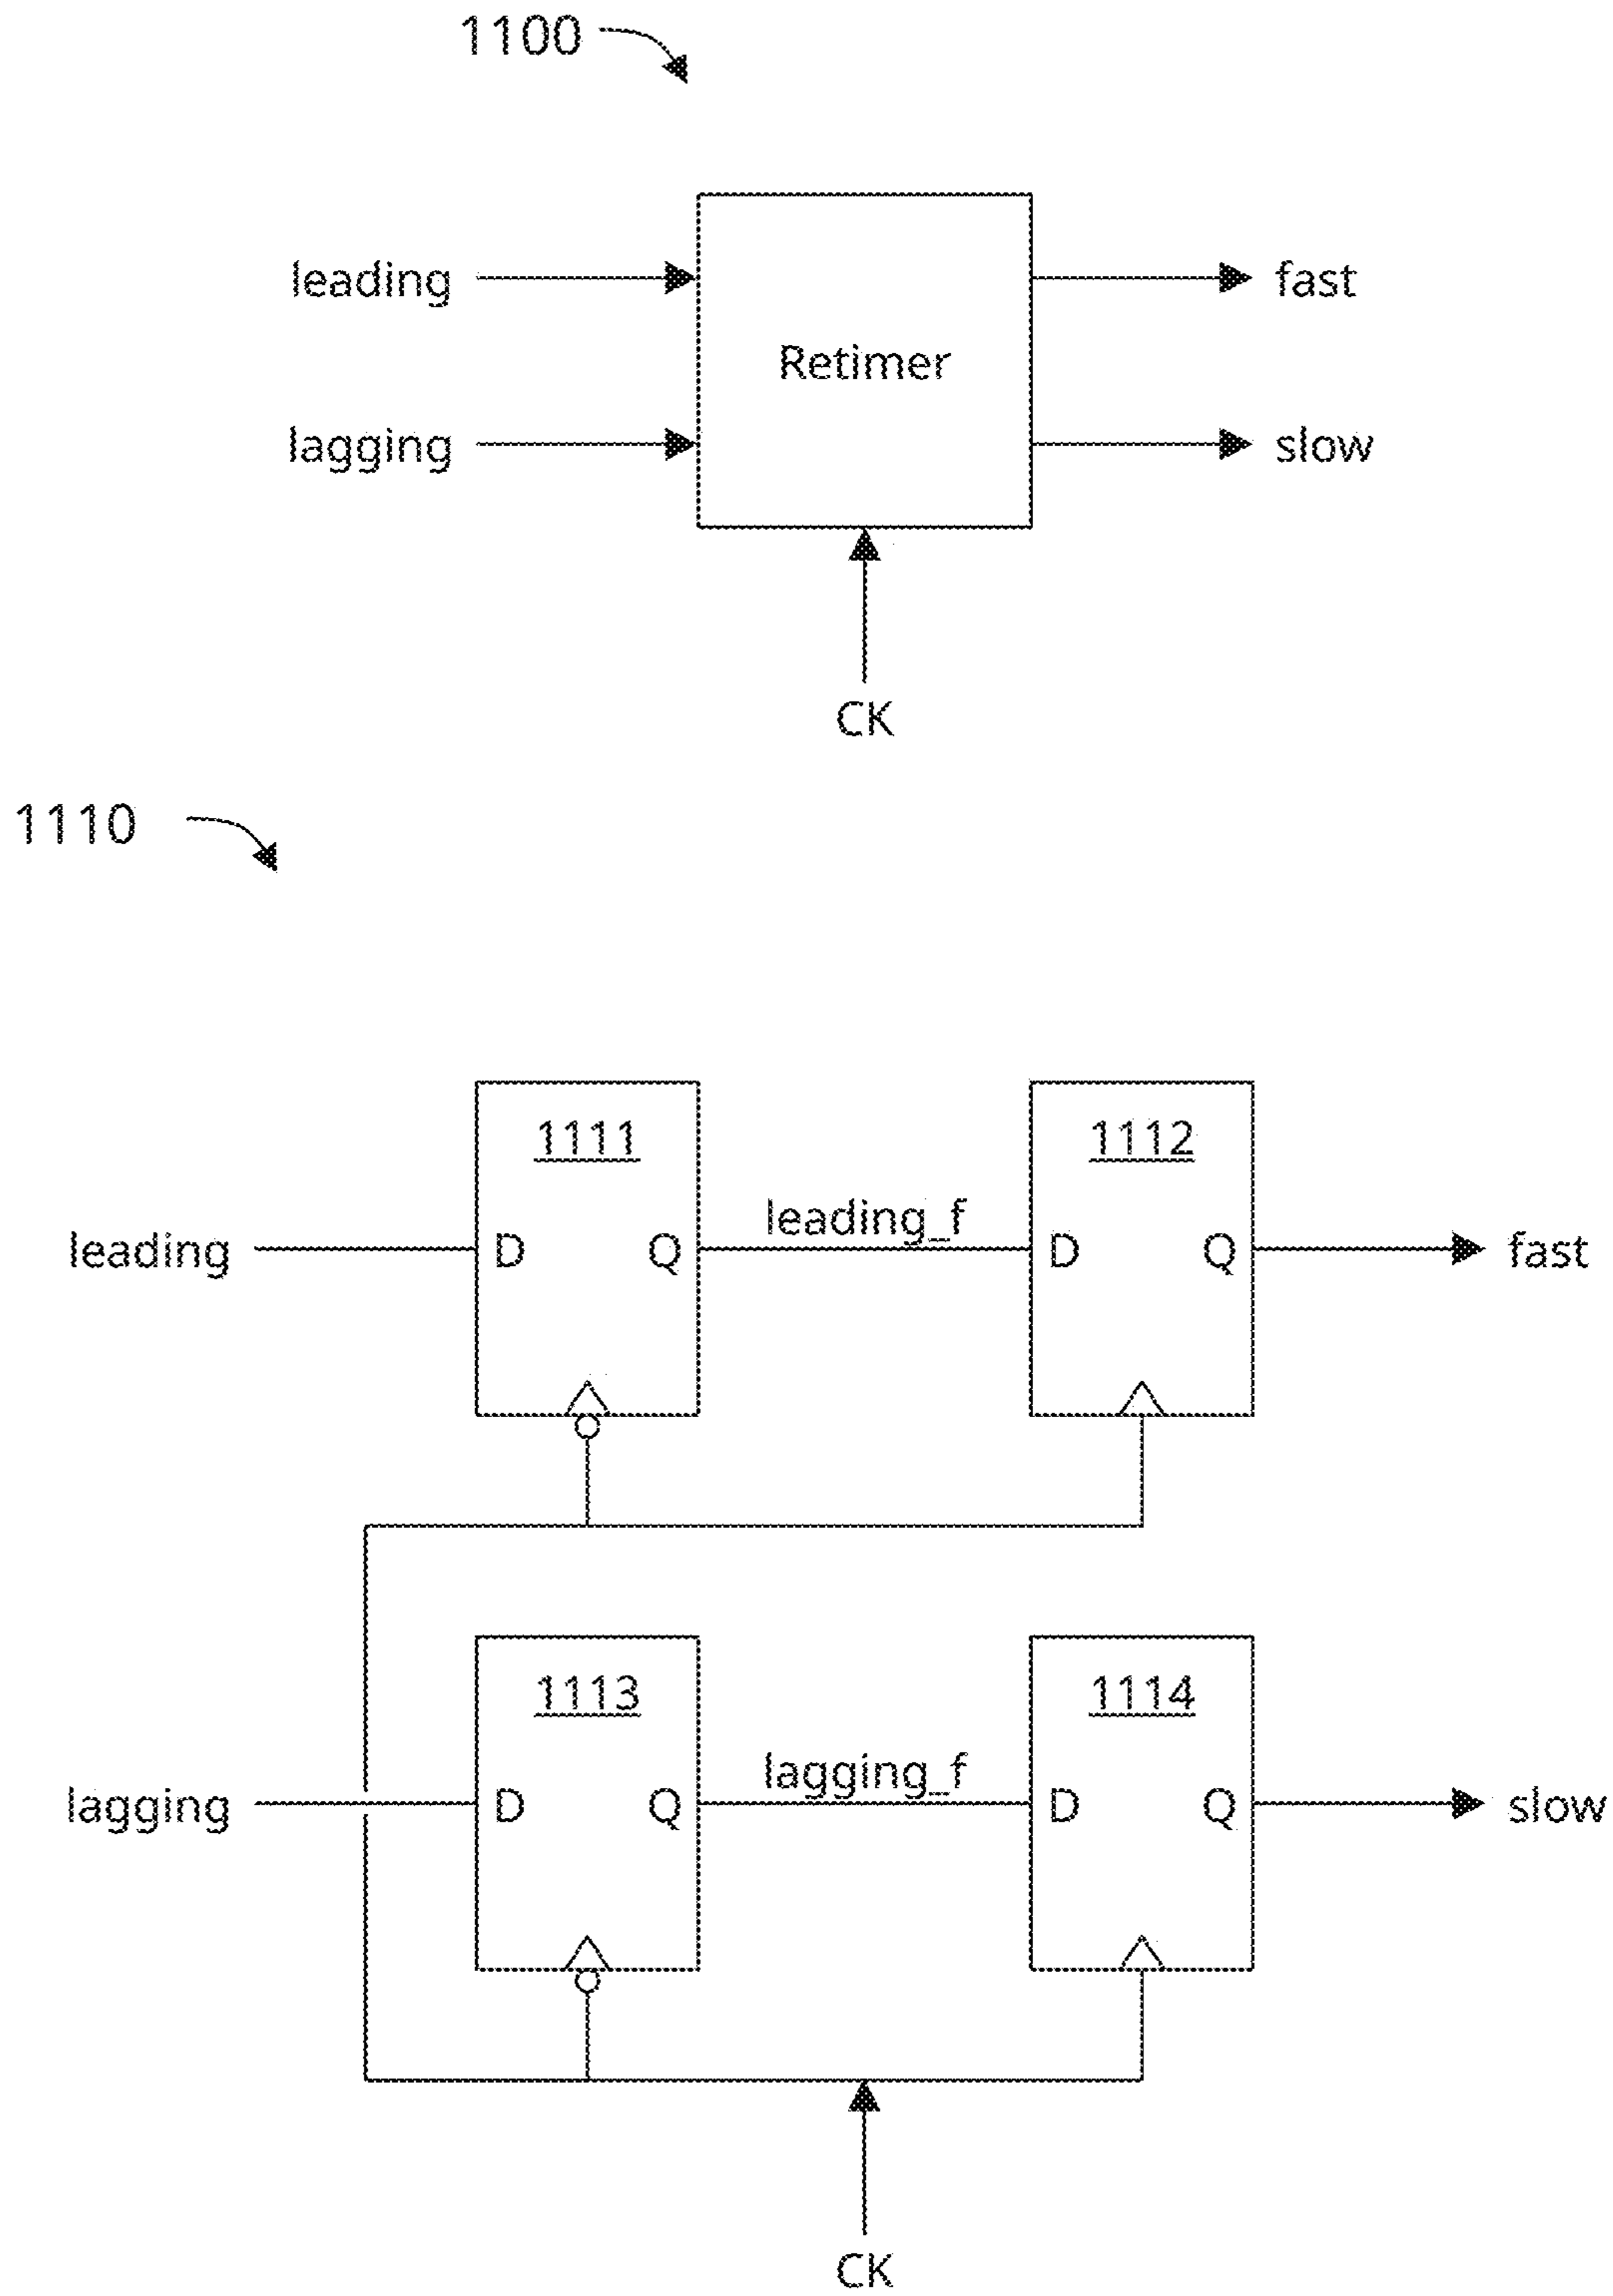 1100
leading
fast
Retimer
lagging
slow
CK
1110
1111
1112
leading_f
leading
D
Q
D
Q
fast
1113
1114
lagging_f
lagging
D
Q
D
Q
slow
CK